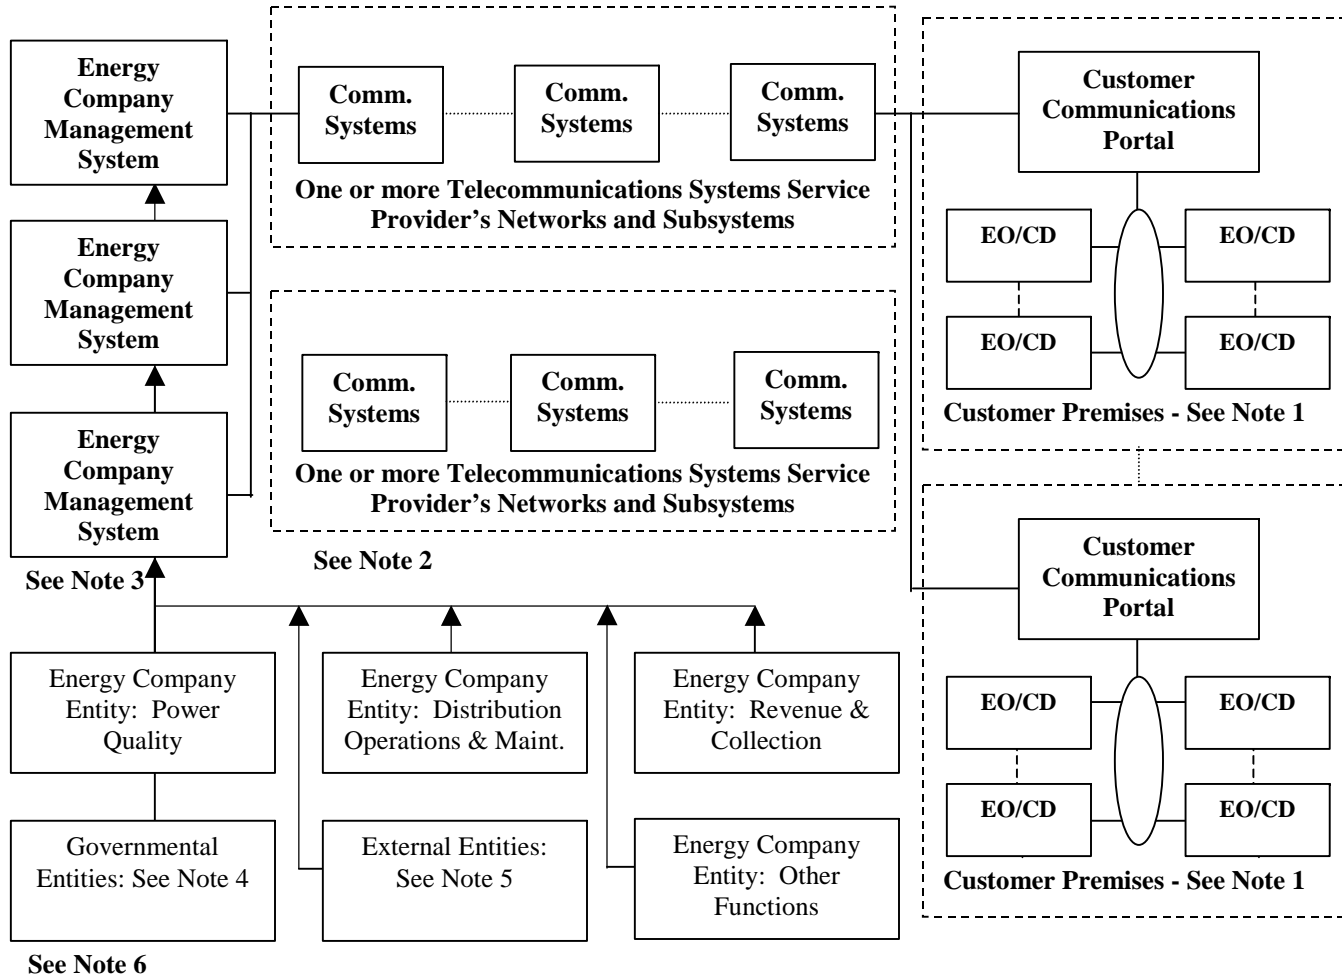 Energy
Company
Management
System
Energy
Company
Management
System
Energy
Company
Management
System
See Note 3
Comm.
Systems
Comm.
Systems
Comm.
Systems
One or more Telecommunications Systems Service
Provider’s Networks and Subsystems
Comm.
Systems
Comm.
Systems
Comm.
Systems
One or more Telecommunications Systems Service
Provider’s Networks and Subsystems
See Note 2
Customer
Communications
Portal
EO/CD
EO/CD
EO/CD
EO/CD
Customer Premises - See Note 1
Customer
Communications
Portal
EO/CD
EO/CD
EO/CD
EO/CD
Customer Premises - See Note 1
Energy Company
Entity: Power
Quality
Energy Company
Entity: Distribution
Operations & Maint.
Energy Company
Entity: Revenue &
Collection
Governmental
Entities: See Note 4
External Entities:
See Note 5
Energy Company
Entity: Other
Functions
See Note 6